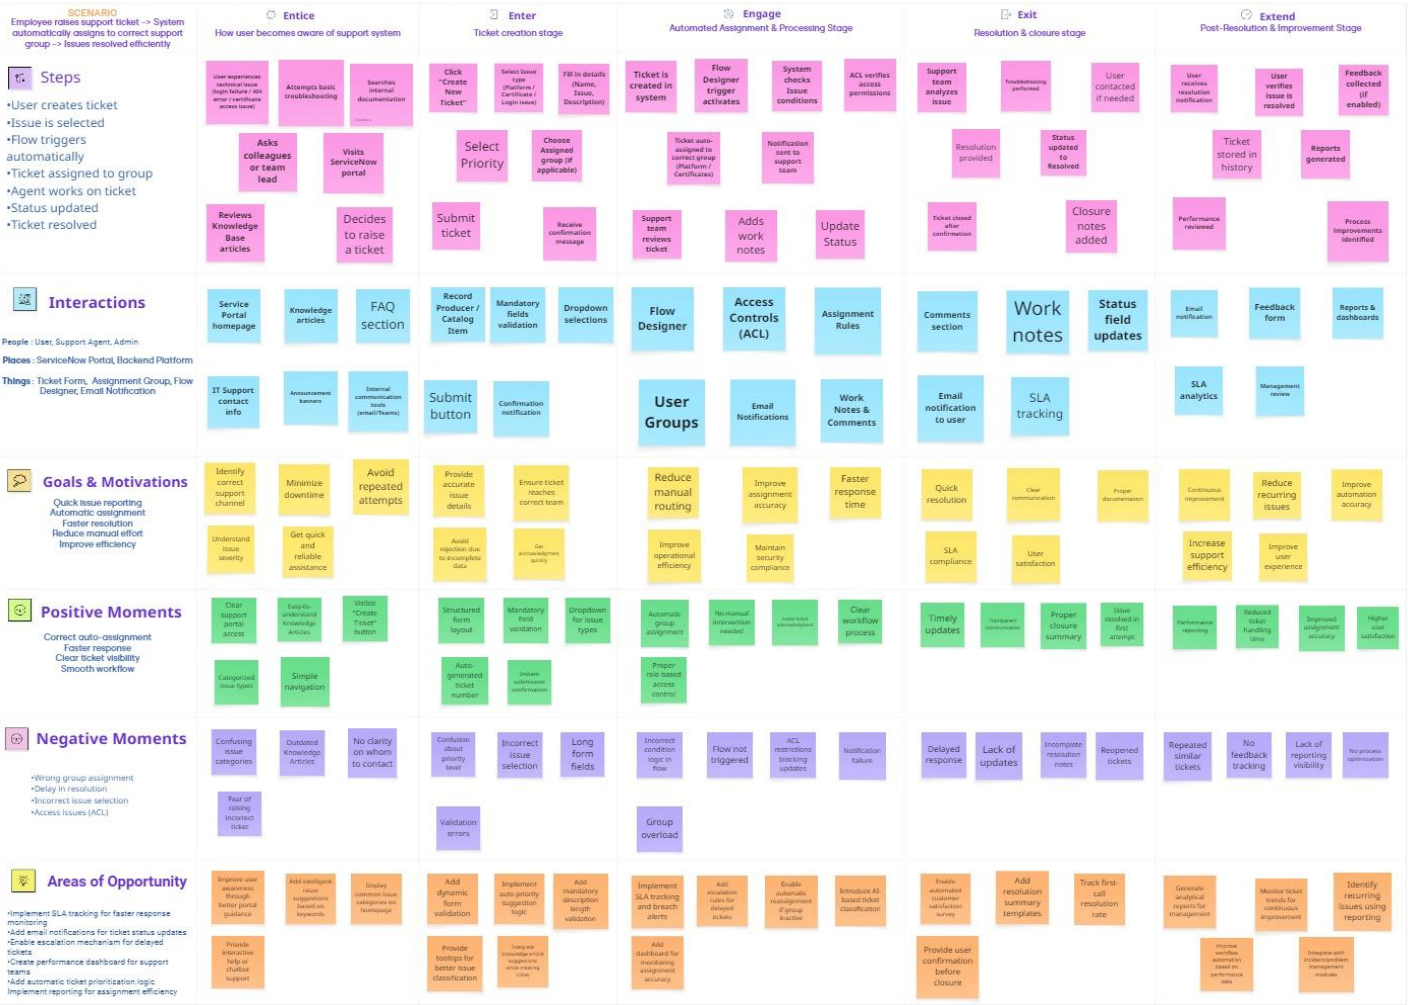 SCENARIO
Employee raises support ticket -> System
automatically assigns to correct support
group -> Issues resolved efficiently
Entice
How user becomes aware of support system
Enter
Ticket creation stage
Engage
Automated Assignment & Processing Stage
Exit
Resolution & closure stage
Extend
Post-Resolution & Improvement Stage
Steps
•User creates ticket
•Issue is selected
•Flow triggers
automatically
•Ticket assigned to group
•Agent works on ticket
•Status updated
•Ticket resolved
User experiences
technical issue
(login failure / 404
error / certificate
access issue)
Attempts basic
troubleshooting
Searches
internal
documentation
Asks
colleagues
or team
lead
Visits
ServiceNow
portal
Reviews
Knowledge
Base
articles
Decides
to raise
a ticket
Click
"Create
New
Ticket"
Select Issue
type
(Platform /
Certificate /
Login issue)
Fill in details
(Name,
Issue,
Description)
Select
Priority
Choose
Assigned
group (if
applicable)
Submit
ticket
Receive
confirmation
message
Ticket is
created in
system
Flow
Designer
trigger
activates
System
checks
Issue
conditions
ACL verifies
access
permissions
Ticket auto-
assigned to
correct group
(Platform /
Certificates)
Notification
sent to
support
team
Support
team
reviews
ticket
Adds
work
notes
Update
Status
Support
team
analyzes
issue
Troubleshooting
performed
User
contacted
if needed
Resolution
provided
Status
updated
to
Resolved
Ticket closed
after
confirmation
Closure
notes
added
User
receives
resolution
notification
User
verifies
issue is
resolved
Feedback
collected
(if
enabled)
Ticket
stored in
history
Reports
generated
Performance
reviewed
Process
improvements
identified
Interactions
People : User, Support Agent, Admin
Places : ServiceNow Portal, Backend Platform
Things : Ticket Form, Assignment Group, Flow
Designer, Email Notification
Service
Portal
homepage
Knowledge
articles
FAQ
section
IT Support
contact
info
Announcement
banners
Internal
communication
tools
(email/Teams)
Record
Producer /
Catalog
Item
Mandatory
fields
validation
Dropdown
selections
Submit
button
Confirmation
notification
Flow
Designer
Access
Controls
(ACL)
Assignment
Rules
User
Groups
Email
Notifications
Work
Notes &
Comments
Comments
section
Work
notes
Status
field
updates
Email
notification
to user
SLA
tracking
Email
notification
Feedback
form
Reports &
dashboards
SLA
analytics
Management
review
Goals & Motivations
Quick issue reporting
Automatic assignment
Faster resolution
Reduce manual effort
Improve efficiency
Identify
correct
support
channel
Minimize
downtime
Avoid
repeated
attempts
Understand
issue
severity
Get quick
and
reliable
assistance
Provide
accurate
issue
details
Ensure ticket
reaches
correct team
Avoid
rejection due
to incomplete
data
Get
acknowledgment
quickly
Reduce
manual
routing
Improve
assignment
accuracy
Faster
response
time
Improve
operational
efficiency
Maintain
security
compliance
Quick
resolution
Clear
communication
Proper
documentation
SLA
compliance
User
satisfaction
Continuous
improvement
Reduce
recurring
issues
Improve
automation
accuracy
Increase
support
efficiency
Improve
user
experience
Positive Moments
Correct auto-assignment
Faster response
Clear ticket visibility
Smooth workflow
Clear
support
portal
access
Easy-to-
understand
Knowledge
Articles
Visible
"Create
Ticket"
button
Categorized
issue types
Simple
navigation
Structured
form
layout
Mandatory
field
validation
Dropdown
for issue
types
Auto-
generated
ticket
number
Instant
submission
confirmation
Automatic
group
assignment
No manual
intervention
needed
Clear
workflow
process
Proper
role-based
access
control
Timely
updates
Transparent
communication
Proper
closure
summary
Issue
resolved in
first
attempt
Performance
reporting
Reduced
ticket
handling
time
Improved
assignment
accuracy
Higher
user
satisfaction
Negative Moments
•Wrong group assignment
•Delay in resolution
•Incorrect issue selection
•Access issues (ACL)
Confusing
issue
categories
Outdated
Knowledge
Articles
No clarity
on whom
to contact
Fear of
raising
incorrect
ticket
Confusion
about
priority
level
Incorrect
issue
selection
Long
form
fields
Validation
errors
Incorrect
condition
logic in
flow
Flow not
triggered
ACL
restrictions
blocking
updates
Notification
failure
Group
overload
Delayed
response
Lack of
updates
Incomplete
resolution
notes
Reopened
tickets
Repeated
similar
tickets
No
feedback
tracking
Lack of
reporting
visibility
No process
optimization
Areas of Opportunity
•Implement SLA tracking for faster response
monitoring
•Add email notifications for ticket status updates
•Enable escalation mechanism for delayed
tickets
•Create performance dashboard for support
teams
•Add automatic ticket prioritization logic
Implement reporting for assignment efficiency
Improve user
awareness
through
better portal
guidance
Add intelligent
issue
suggestions
based on
keywords
Display
common issue
categories on
homepage
Provide
interactive
help or
chatbot
support
Add
dynamic
form
validation
Implement
auto-priority
suggestion
logic
Add
mandatory
description
length
validation
Provide
tooltips for
better issue
classification
Integrate
knowledge article
suggestions
while creating
ticket
Implement
SLA tracking
and breach
alerts
Add
escalation
rules for
delayed
tickets
Enable
automatic
reassignment
if group
inactive
Introduce AI-
based ticket
classification
Add
dashboard for
monitoring
assignment
accuracy
Enable
automated
customer
satisfaction
survey
Add
resolution
summary
templates
Track first-
call
resolution
rate
Provide user
confirmation
before
closure
Generate
analytical
reports for
management
Monitor ticket
trends for
continuous
improvement
Identify
recurring
issues using
reporting
Improve
workflow
automation
based on
performance
data
Integrate with
incident/problem
management
modules